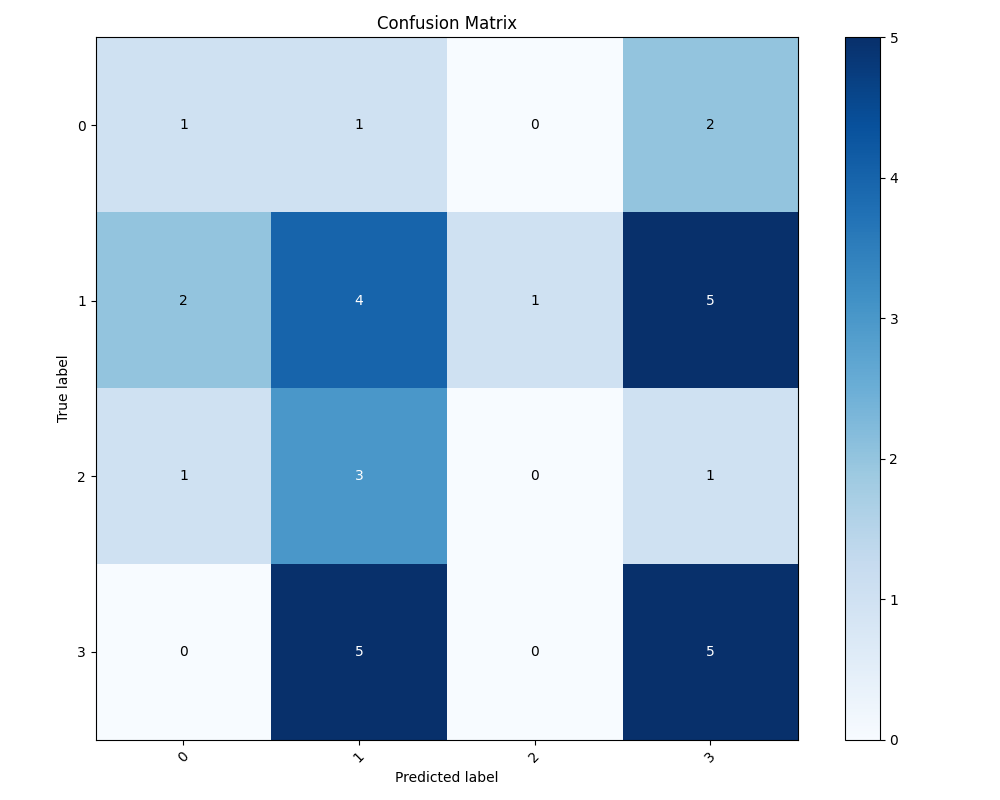 Confusion Matrix
0 1 1 0 2
1 2 4 1 5
2 1 3 0 1
3 0 5 0 5
0 1 2 3
True label
Predicted label
5
4
3
2
1
0